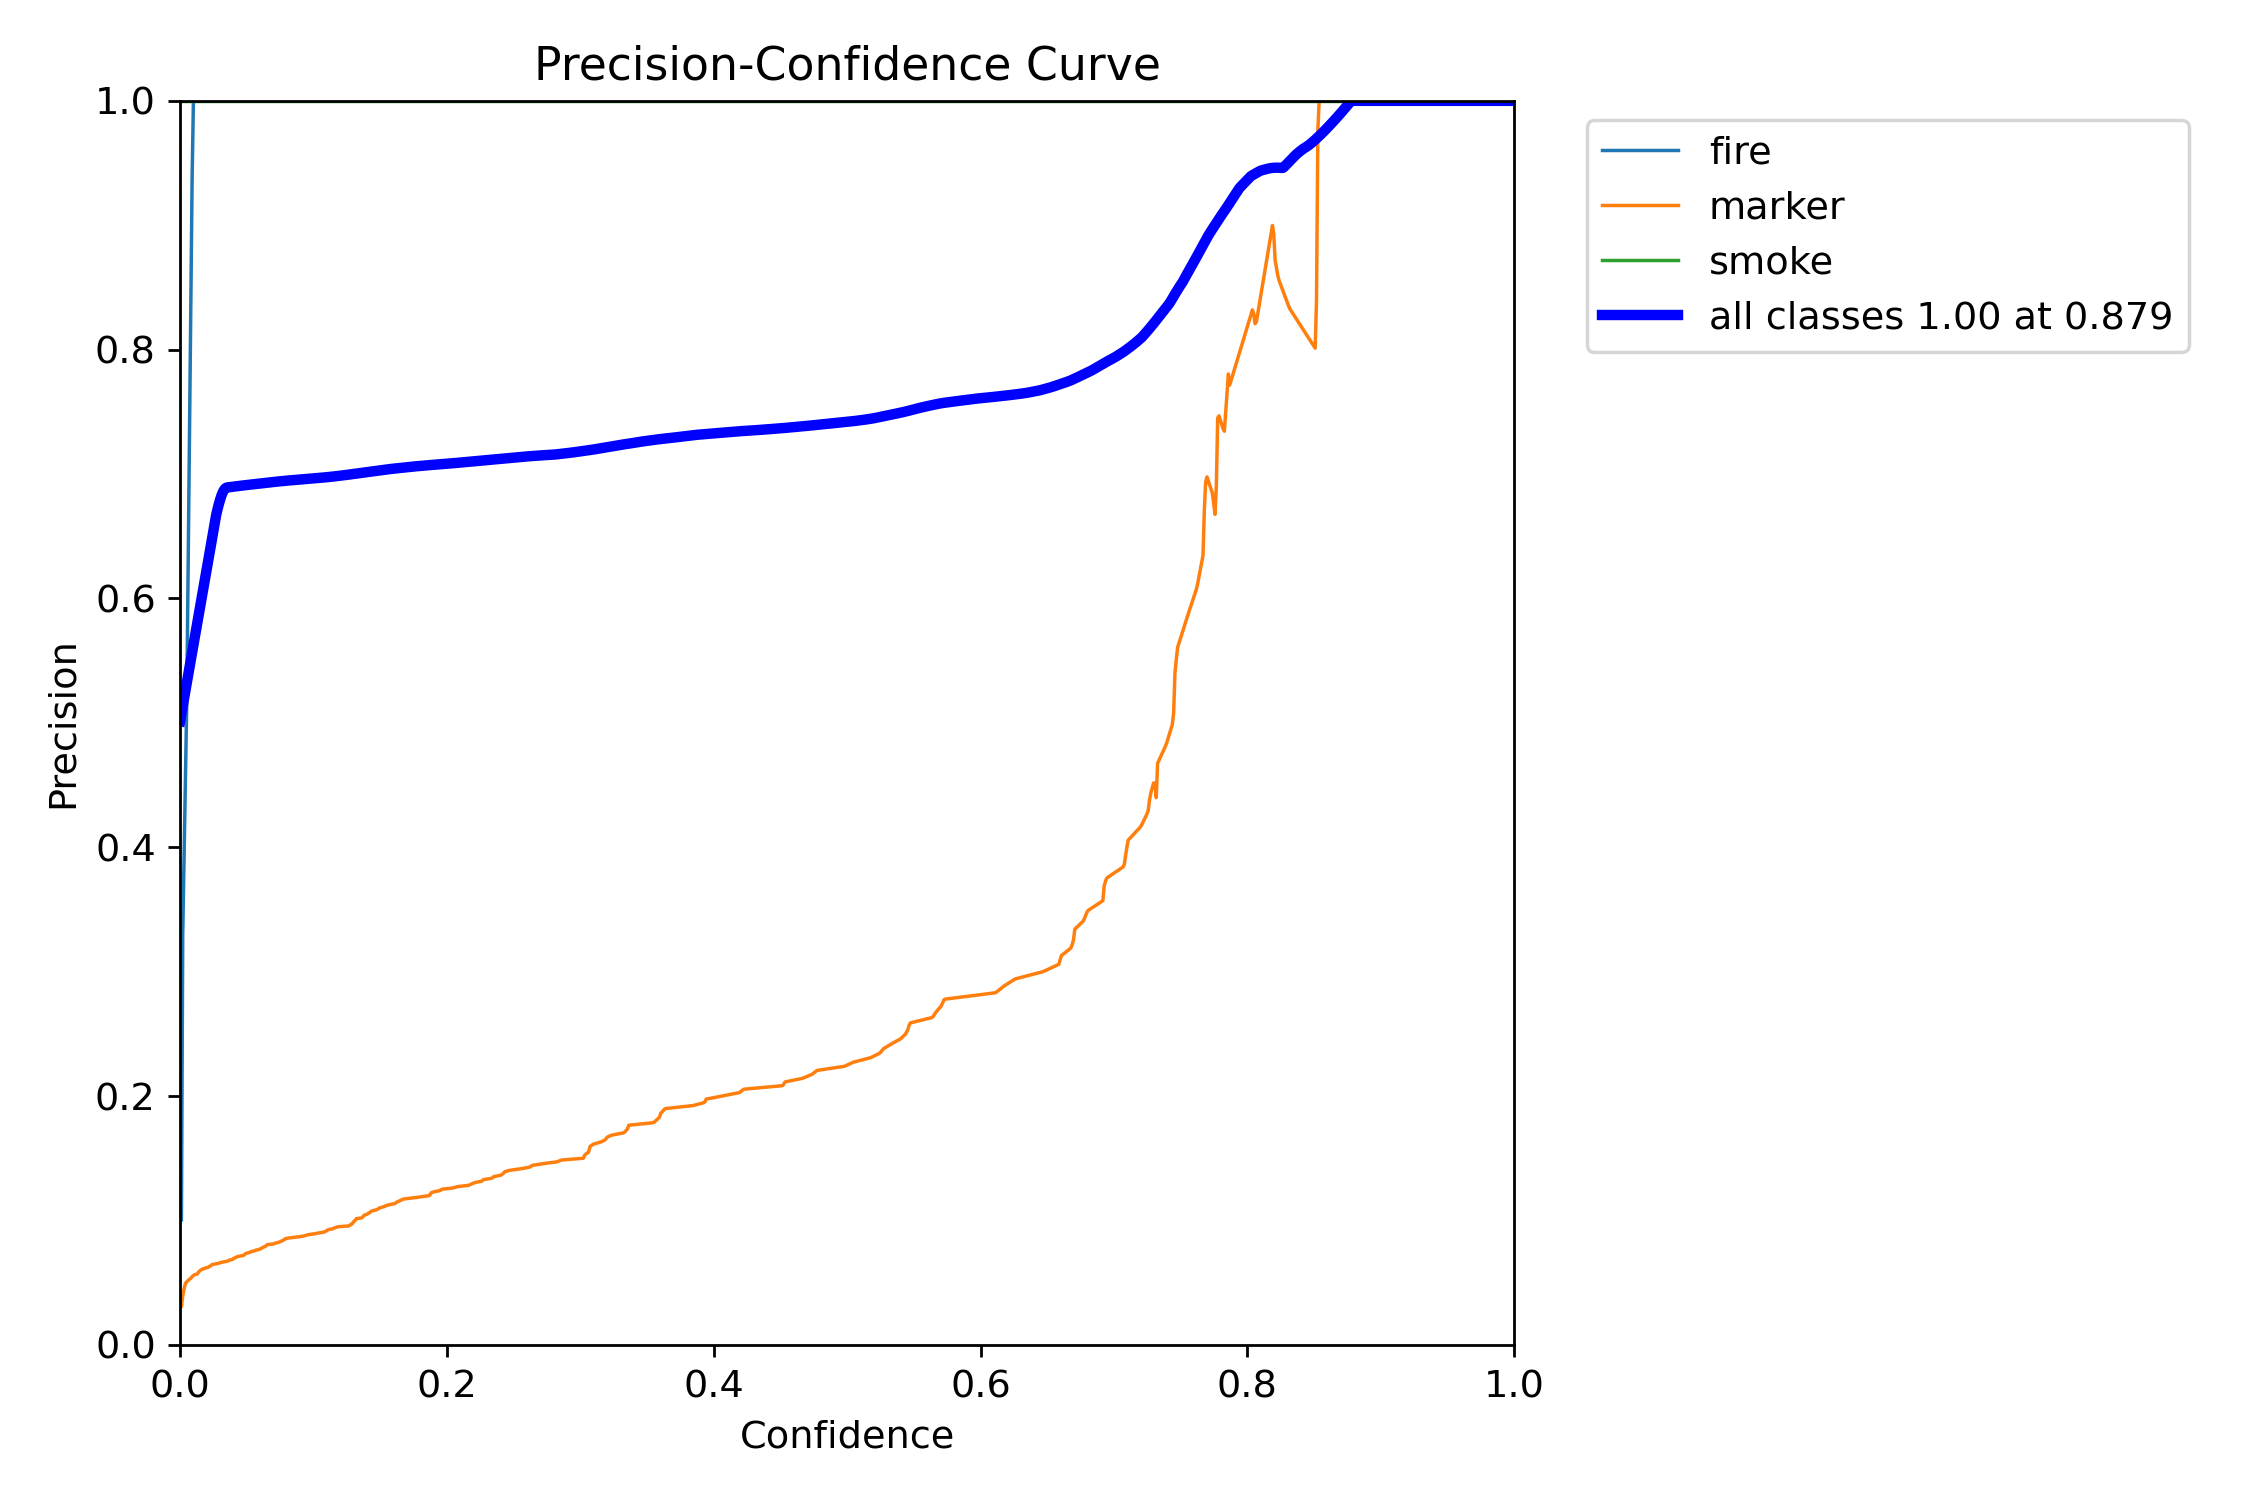 Precision-Confidence Curve
1.0
0.8
0.6
0.4
0.2
0.0
Precision
0.0 0.2 0.4 0.6 0.8 1.0
Confidence
fire
marker
smoke
all classes 1.00 at 0.879